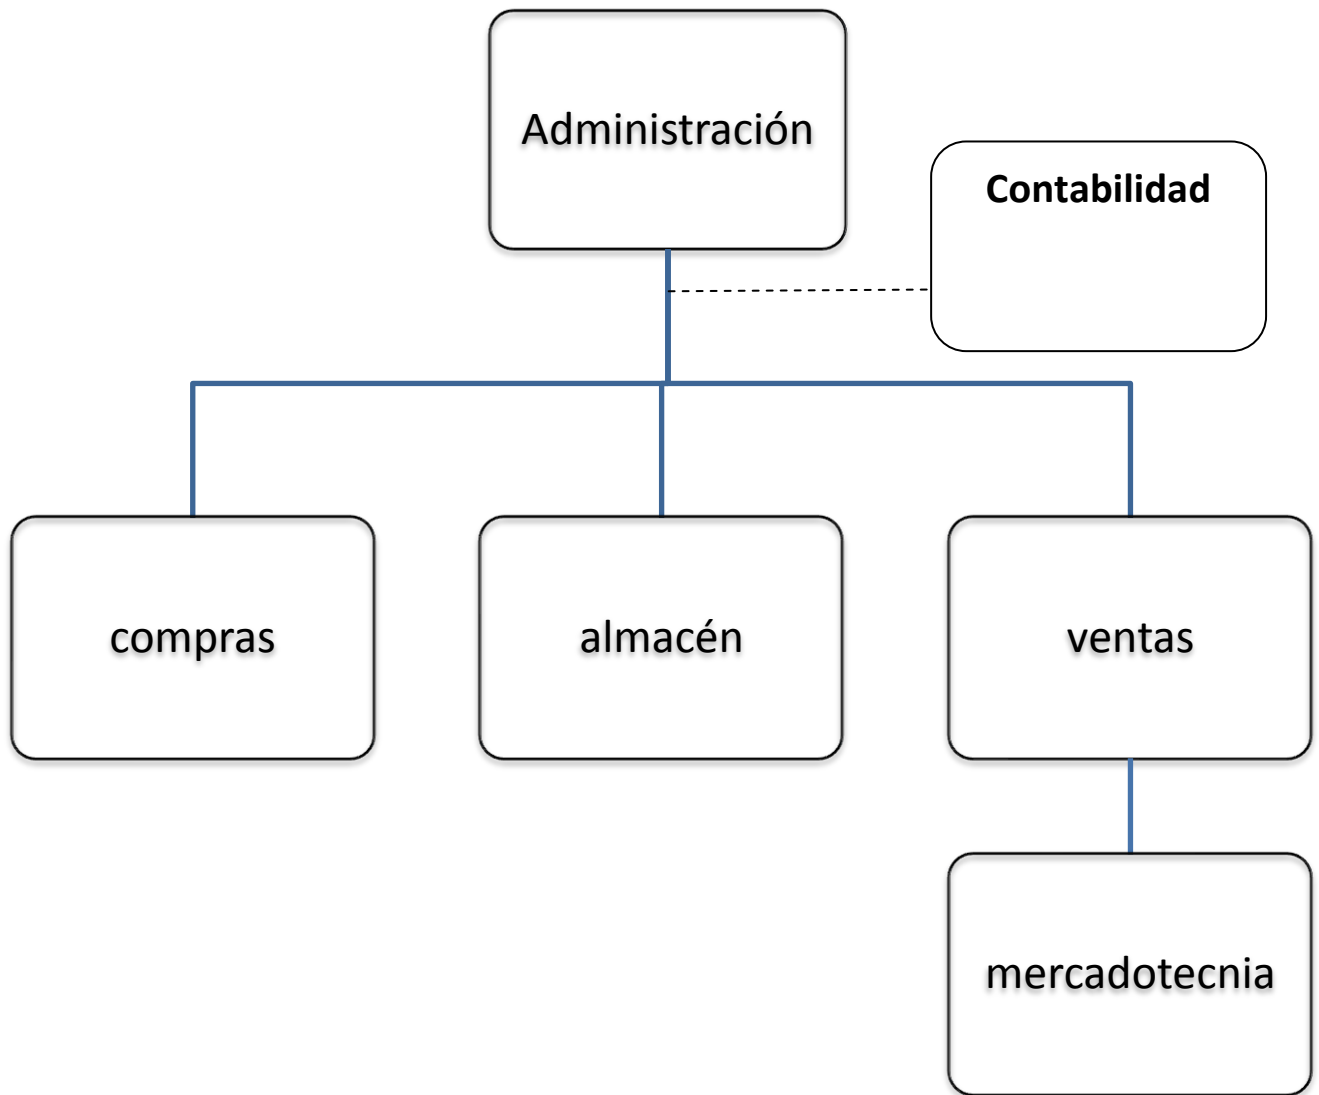 Administración
Contabilidad
compras
almacén
ventas
mercadotecnia